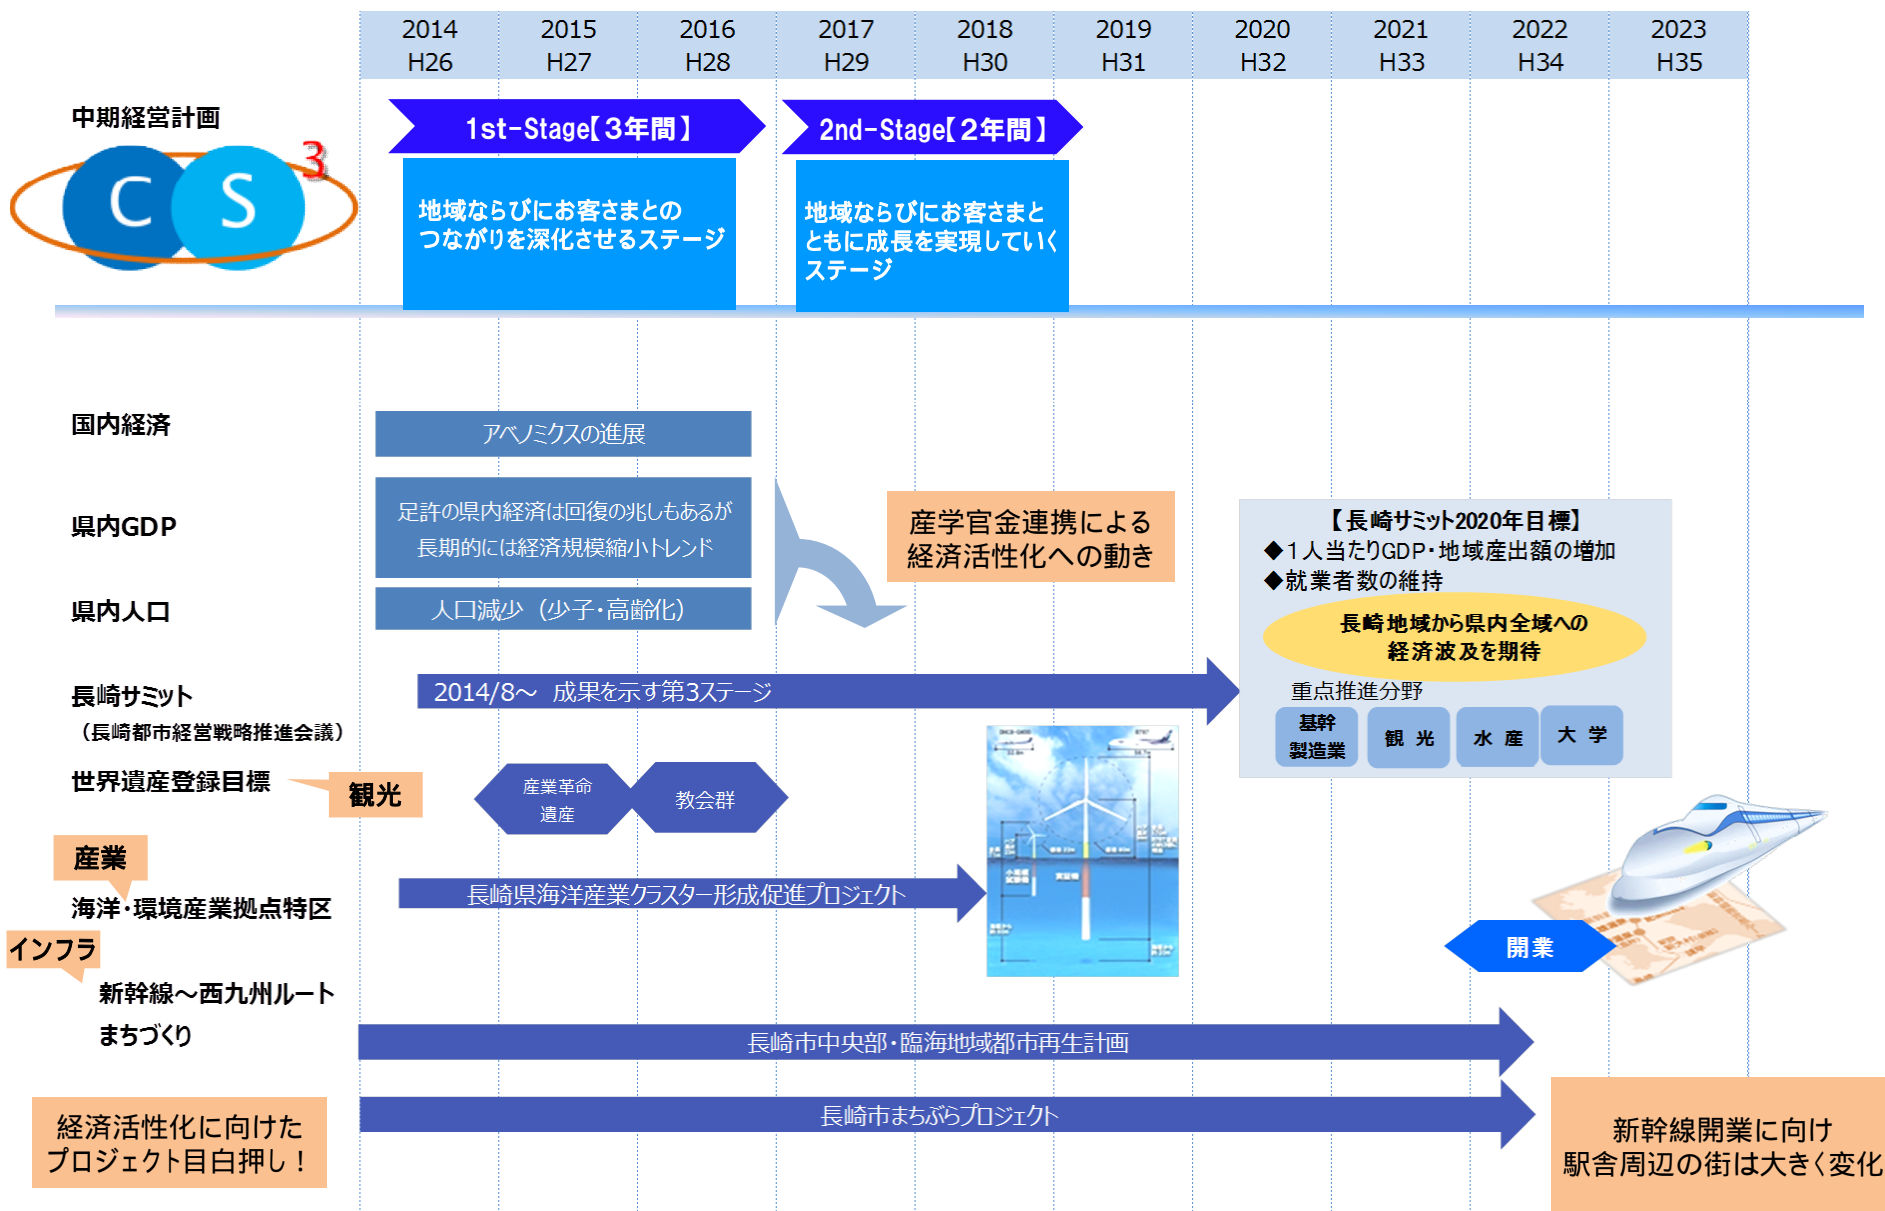 2014 2015 2016 2017 2018 2019 2020 2021 2022 2023
H26 H27 H28 H29 H30 H31 H32 H33 H34 H35
中期経営計画
CS3
1st-Stage【３年間】
2nd-Stage【２年間】
地域ならびにお客さまとの
つながりを深化させるステージ
地域ならびにお客さまと
ともに成長を実現していく
ステージ
国内経済
アベノミクスの進展
県内GDP
足許の県内経済は回復の兆しもあるが
長期的には経済規模縮小トレンド
県内人口
人口減少（少子・高齢化）
産学官金連携による
経済活性化への動き
【長崎サミット2020年目標】
◆１人当たりGDP・地域産出額の増加
◆就業者数の維持
長崎地域から県内全域への
経済波及を期待
重点推進分野
基幹
製造業
観光
水産
大学
長崎サミット
（長崎都市経営戦略推進会議）
2014/8～ 成果を示す第3ステージ
世界遺産登録目標
観光
産業革命
遺産
教会群
産業
海洋・環境産業拠点特区
長崎県海洋産業クラスター形成促進プロジェクト
インフラ
新幹線～西九州ルート
開業
まちづくり
長崎市中央部・臨海地域都市再生計画
長崎市まちぶらプロジェクト
経済活性化に向けた
プロジェクト目白押し！
新幹線開業に向け
駅舎周辺の街は大きく変化